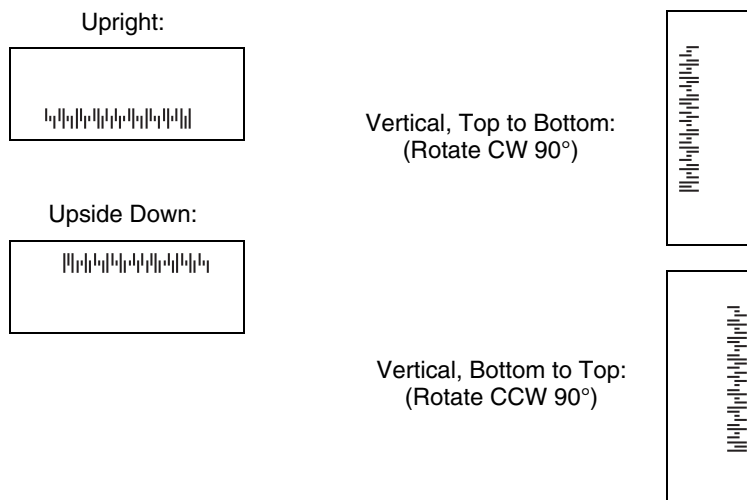 Upright:
Vertical, Top to Bottom:
(Rotate CW 90°)
Upside Down:
Vertical, Bottom to Top:
(Rotate CCW 90°)